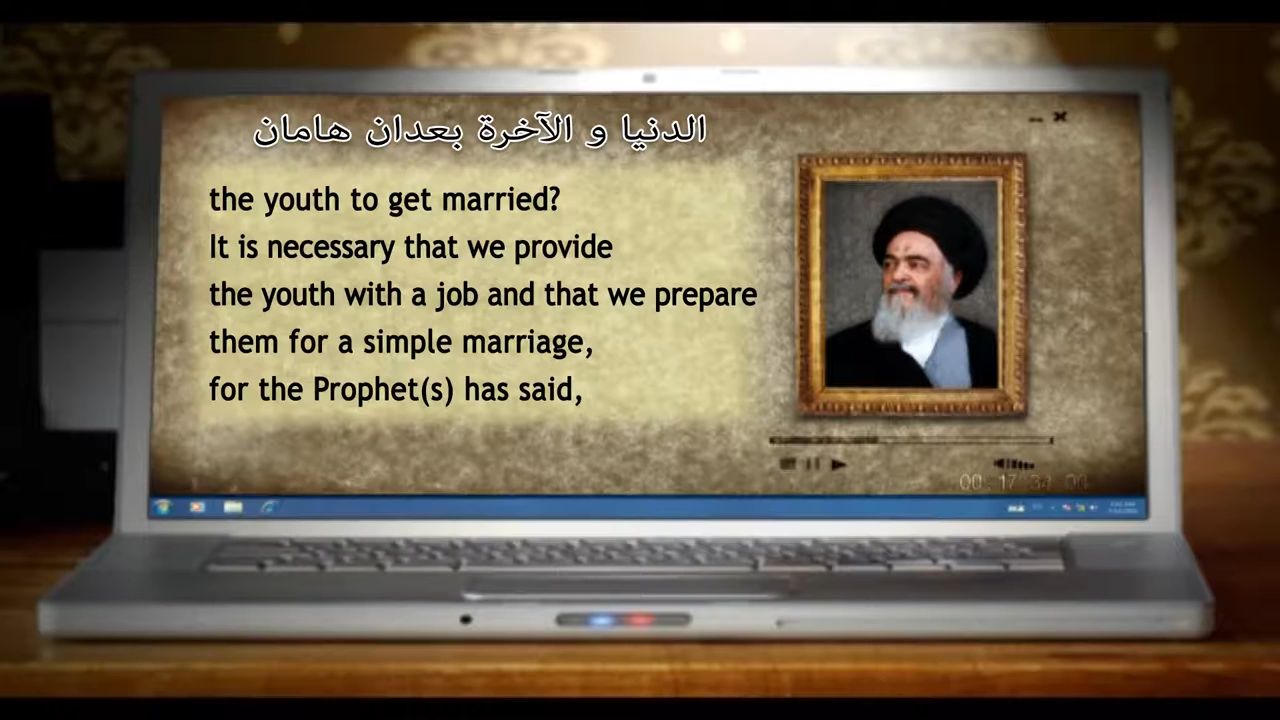 الدنيا و الآخرة بعدان هامان
the youth to get married?
It is necessary that we provide
the youth with a job and that we prepare
them for a simple marriage,
for the Prophet(s) has said,